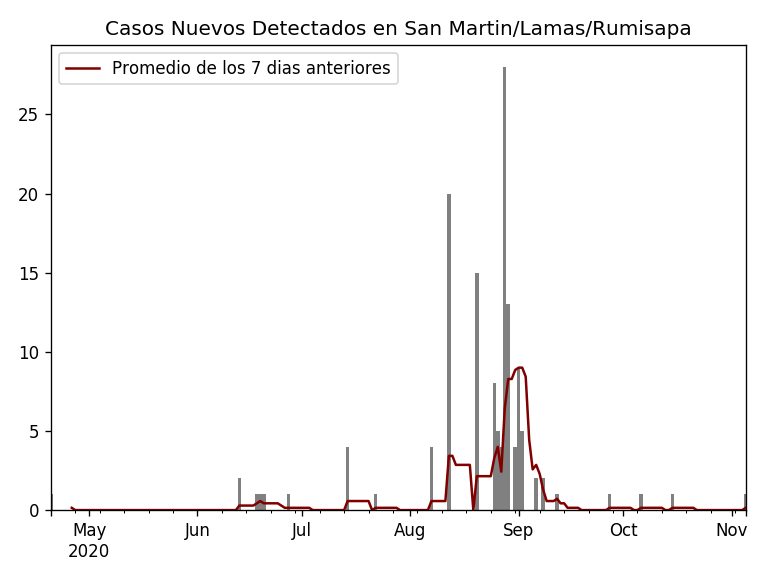 Casos Nuevos Detectados en San Martin/Lamas/Rumisapa
Promedio de los 7 dias anteriores
25
20
15
10
5
0
May Jun Jul Aug Sep Oct Nov
2020